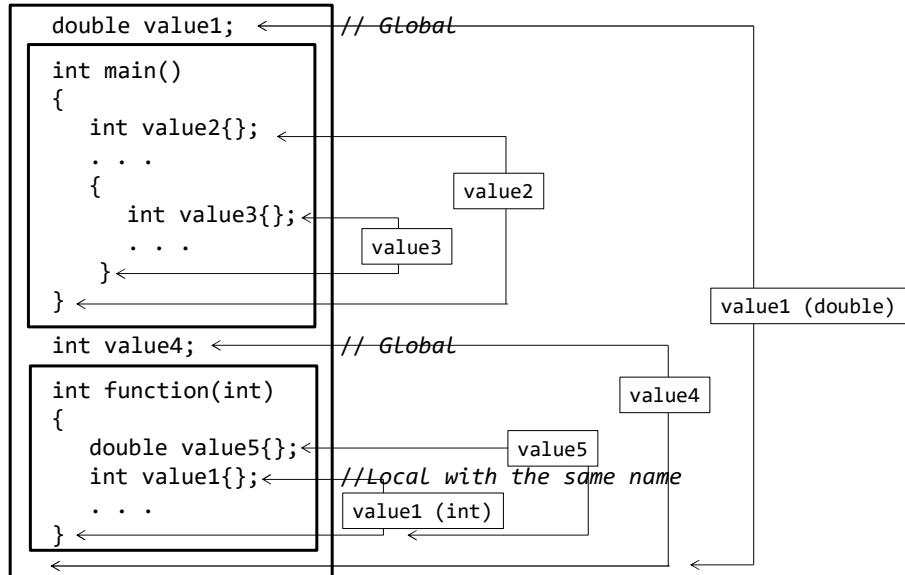 double value1; // Global
int main()
{
int value2{};
. . .
{
value2
int value3{};
. . .
value3
}
}
value1 (double)
int value4; // Global
int function(int)
{
value4
double value5{};
value5
int value1{}; //Local with the same name
. . .
value1 (int)
}